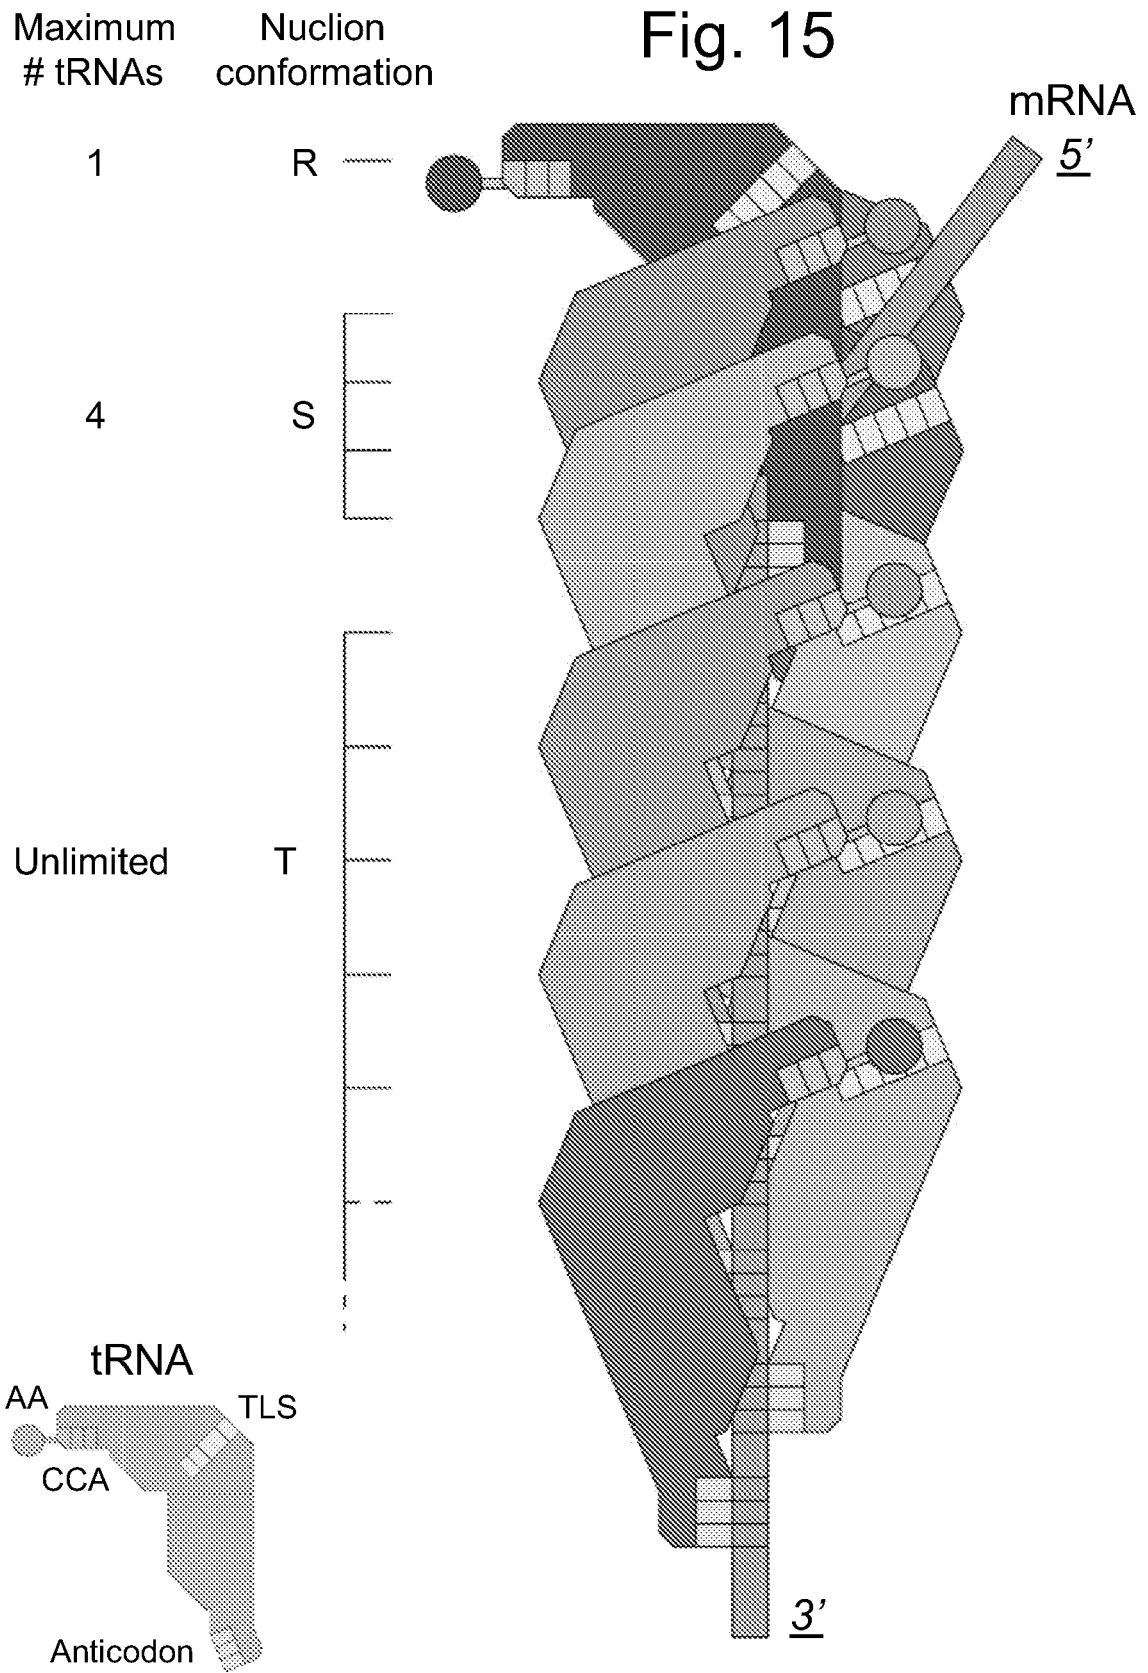 Fig. 15
Maximum
# tRNAs
Nuclion
conformation
mRNA
5’
1
R
4
S
Unlimited
T
tRNA
AA
TLS
CCA
Anticodon
3’